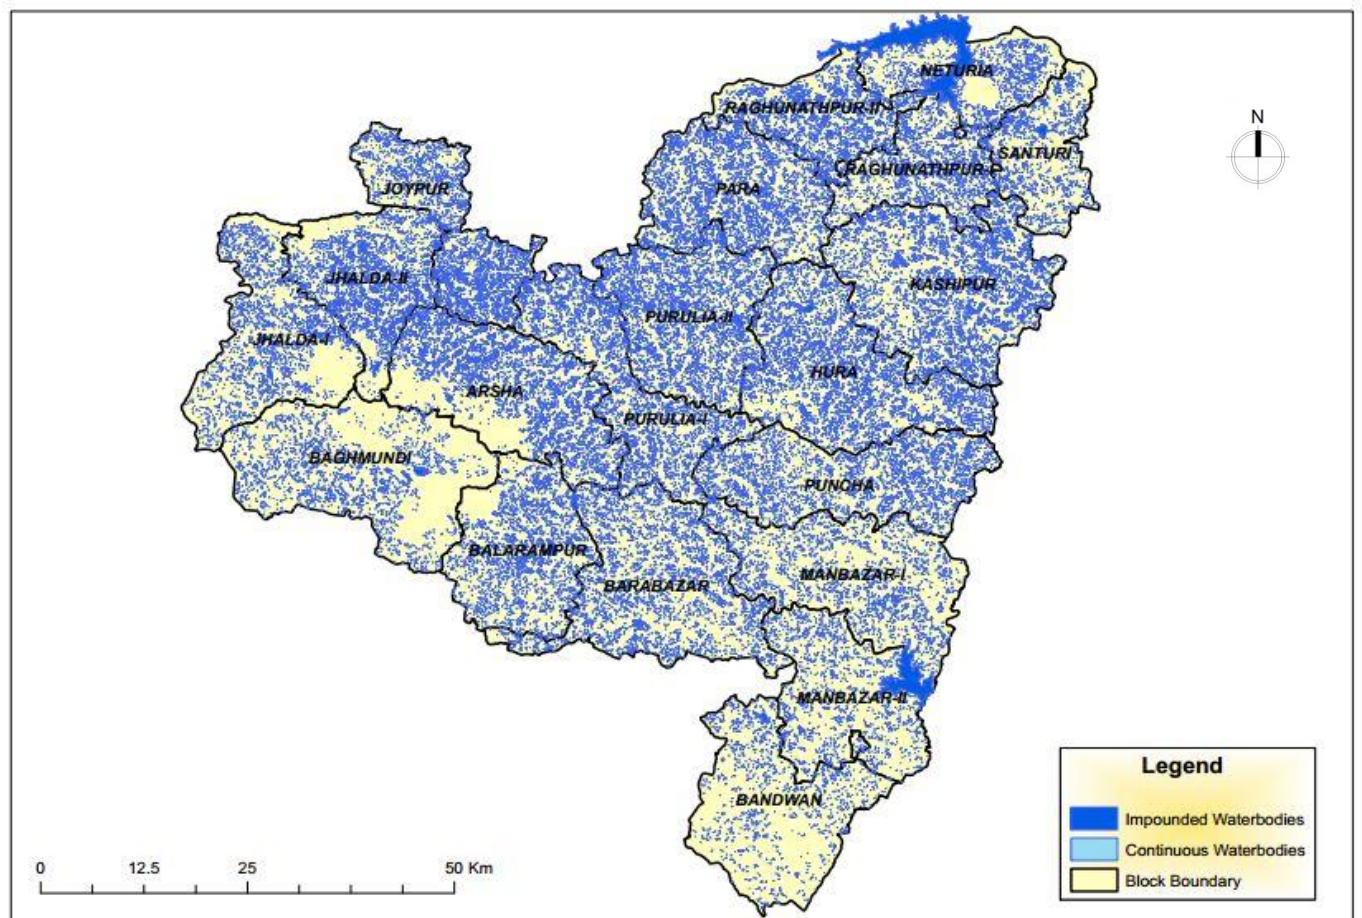 N
NETURIA
RAGHUNATHPUR-II
SANTURI
RAGHUNATHPUR-I
PARA
JOYPUR
JHALDA-II
KASHIPUR
PURULIA-II
JHALDA-I
HURA
ARSHA
PURULIA-I
BAGHMUNDI
PUNCHA
BALARAMPUR
MANBAZAR-I
BARABAZAR
MANBAZAR-II
BANDWAN
Legend
Impounded Waterbodies
Continuous Waterbodies
Block Boundary
0 12.5 25 50 Km